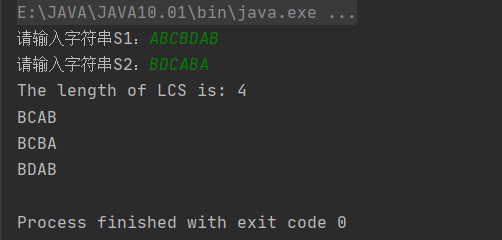 E:\JAVA\JAVA10.01\bin\java.exe ...
请输入字符串S1：ABCBDAB
请输入字符串S2：BDCABA
The length of LCS is: 4
BCAB
BCBA
BDAB
Process finished with exit code 0